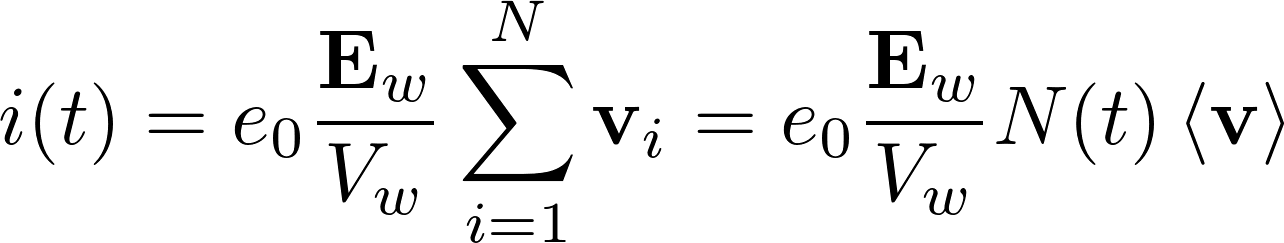 i(t) = e_0 \frac{\mathbf{E}_w}{V_w} \sum_{i=1}^{N} \mathbf{v}_i = e_0 \frac{\mathbf{E}_w}{V_w} N(t) \langle \mathbf{v} \rangle